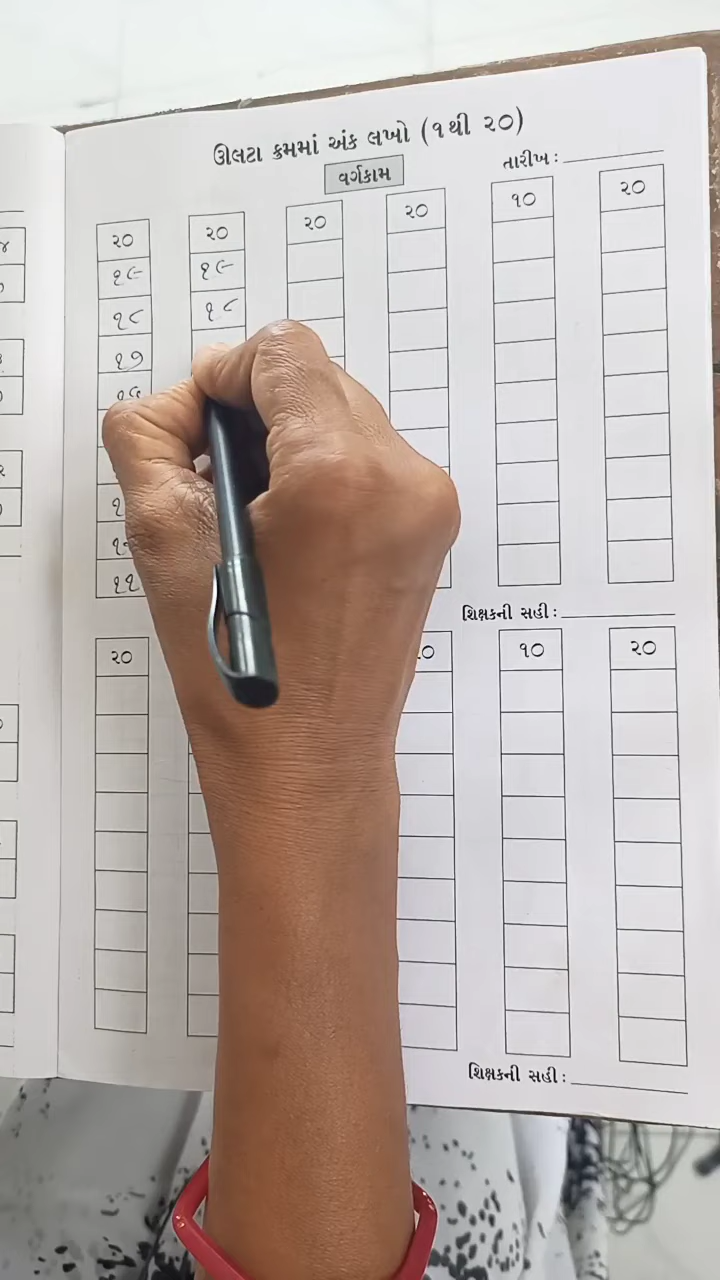 ઊલટા ક્રમમાં અંક લખો (૧થી ૨૦)
વર્ગકામ
તારીખ :
૨૦ ૨૦ ૨૦ ૨૦ ૧૦ ૨૦
૧૯ ૧૯
૧૮ ૧૮
૧૭
૧૬
૧૧
શિક્ષકની સહી :
૨૦ ૧૦ ૨૦
શિક્ષકની સહી :